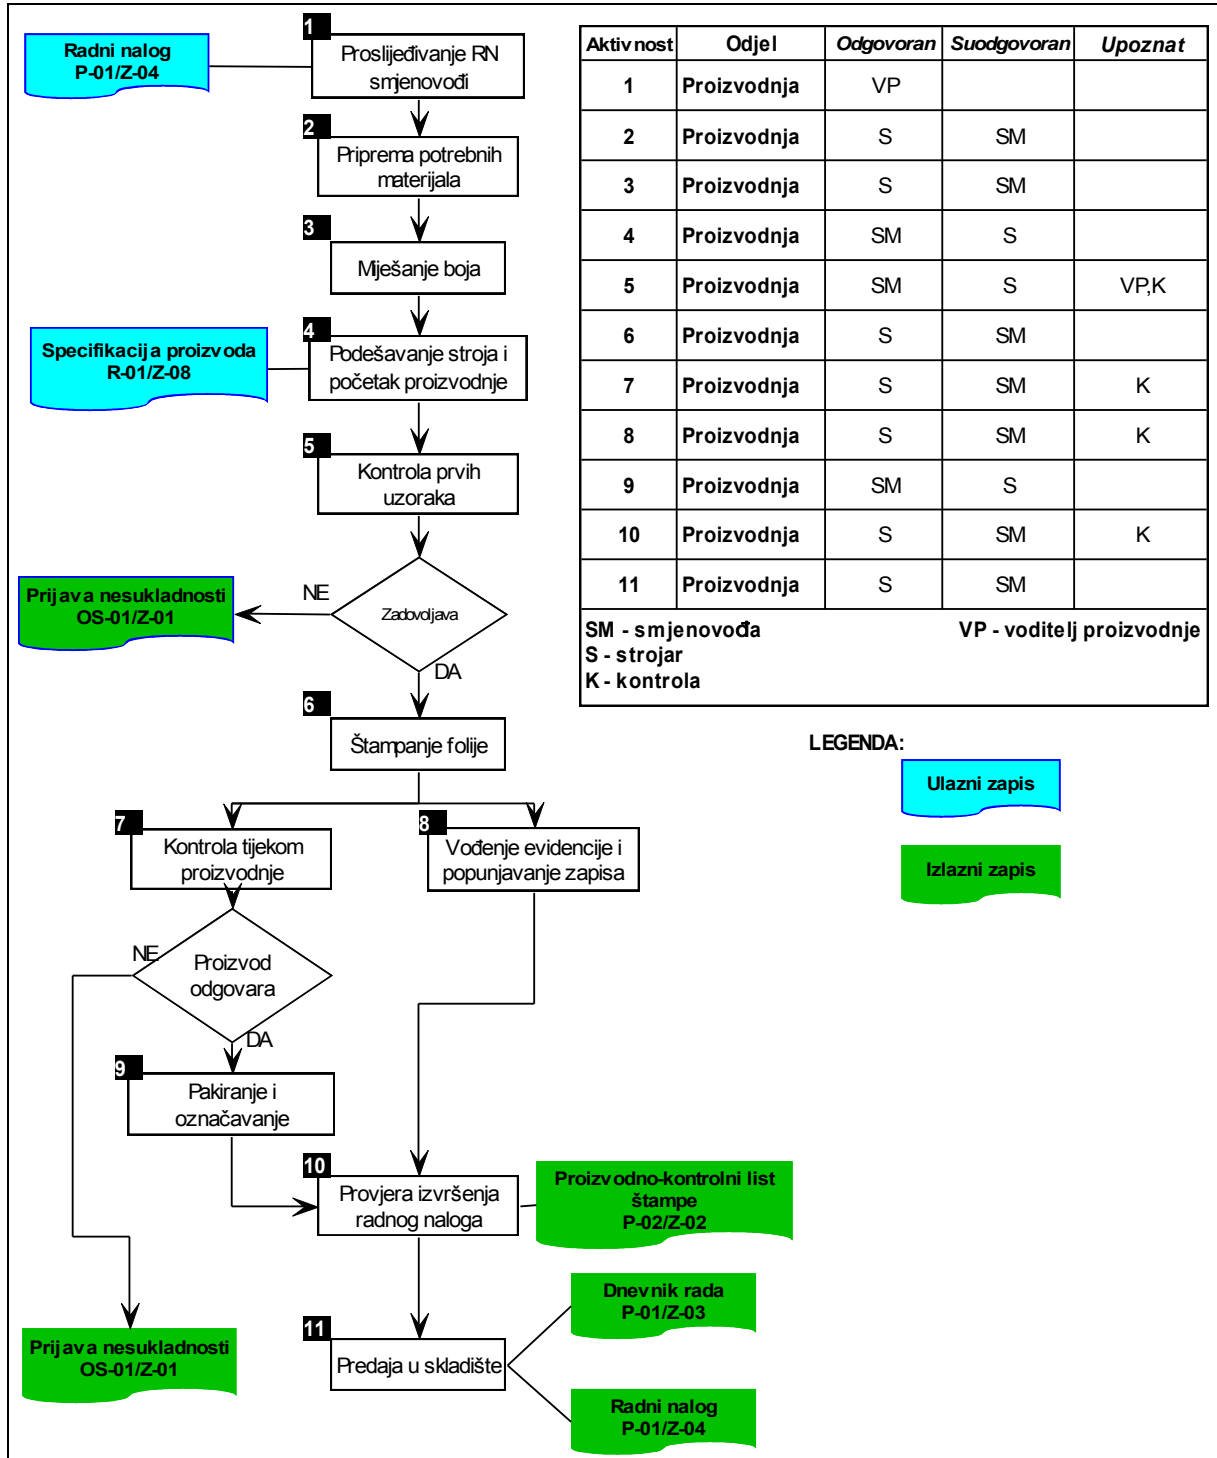 1
Radni nalog
P-01/Z-04
Proslijeđivanje RN
smjenovođi
2
Priprema potrebnih
materijala
3
Miješanje boja
4
Specifikacija proizvoda
R-01/Z-08
Podešavanje stroja i
početak proizvodnje
5
Kontrola prvih
uzoraka
Prijava nesukladnosti
OS-01/Z-01
NE
Zadovoljava
DA
6
Štampanje folije
7
Kontrola tijekom
proizvodnje
8
Vođenje evidencije i
popunjavanje zapisa
NE
Proizvod
odgovara
DA
9
Pakiranje i
označavanje
10
Provjera izvršenja
radnog naloga
Proizvodno-kontrolni list
štampe
P-02/Z-02
Dnevnik rada
P-01/Z-03
11
Predaja u skladište
Prijava nesukladnosti
OS-01/Z-01
Radni nalog
P-01/Z-04
Aktivnost Odjel Odgovoran Suodgovoran Upoznat
1 Proizvodnja VP
2 Proizvodnja S SM
3 Proizvodnja S SM
4 Proizvodnja SM S
5 Proizvodnja SM S VP,K
6 Proizvodnja S SM
7 Proizvodnja S SM K
8 Proizvodnja S SM K
9 Proizvodnja SM S
10 Proizvodnja S SM K
11 Proizvodnja S SM
SM - smjenovođa VP - voditelj proizvodnje
S - strojar
K - kontrola
LEGENDA:
Ulazni zapis
Izlazni zapis